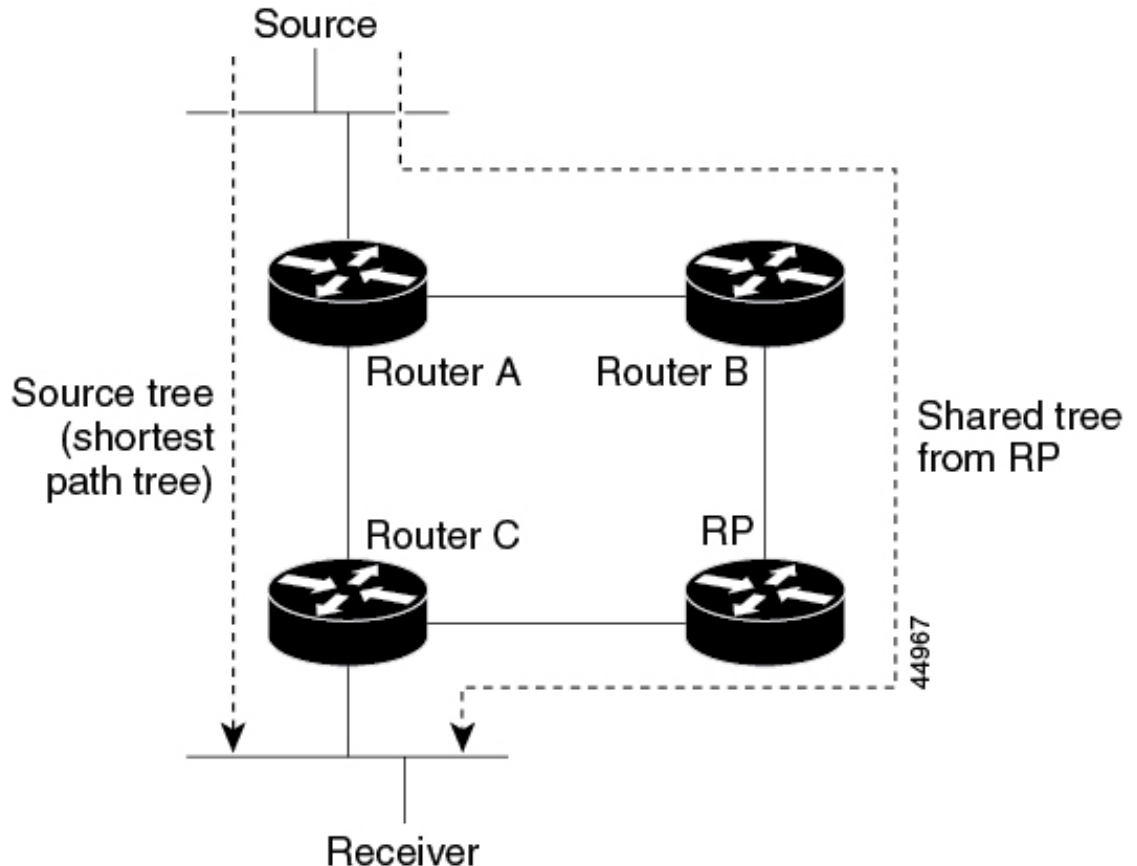 Source
Router A
Router B
Source tree
(shortest
path tree)
Shared tree
from RP
Router C
RP
44967
Receiver